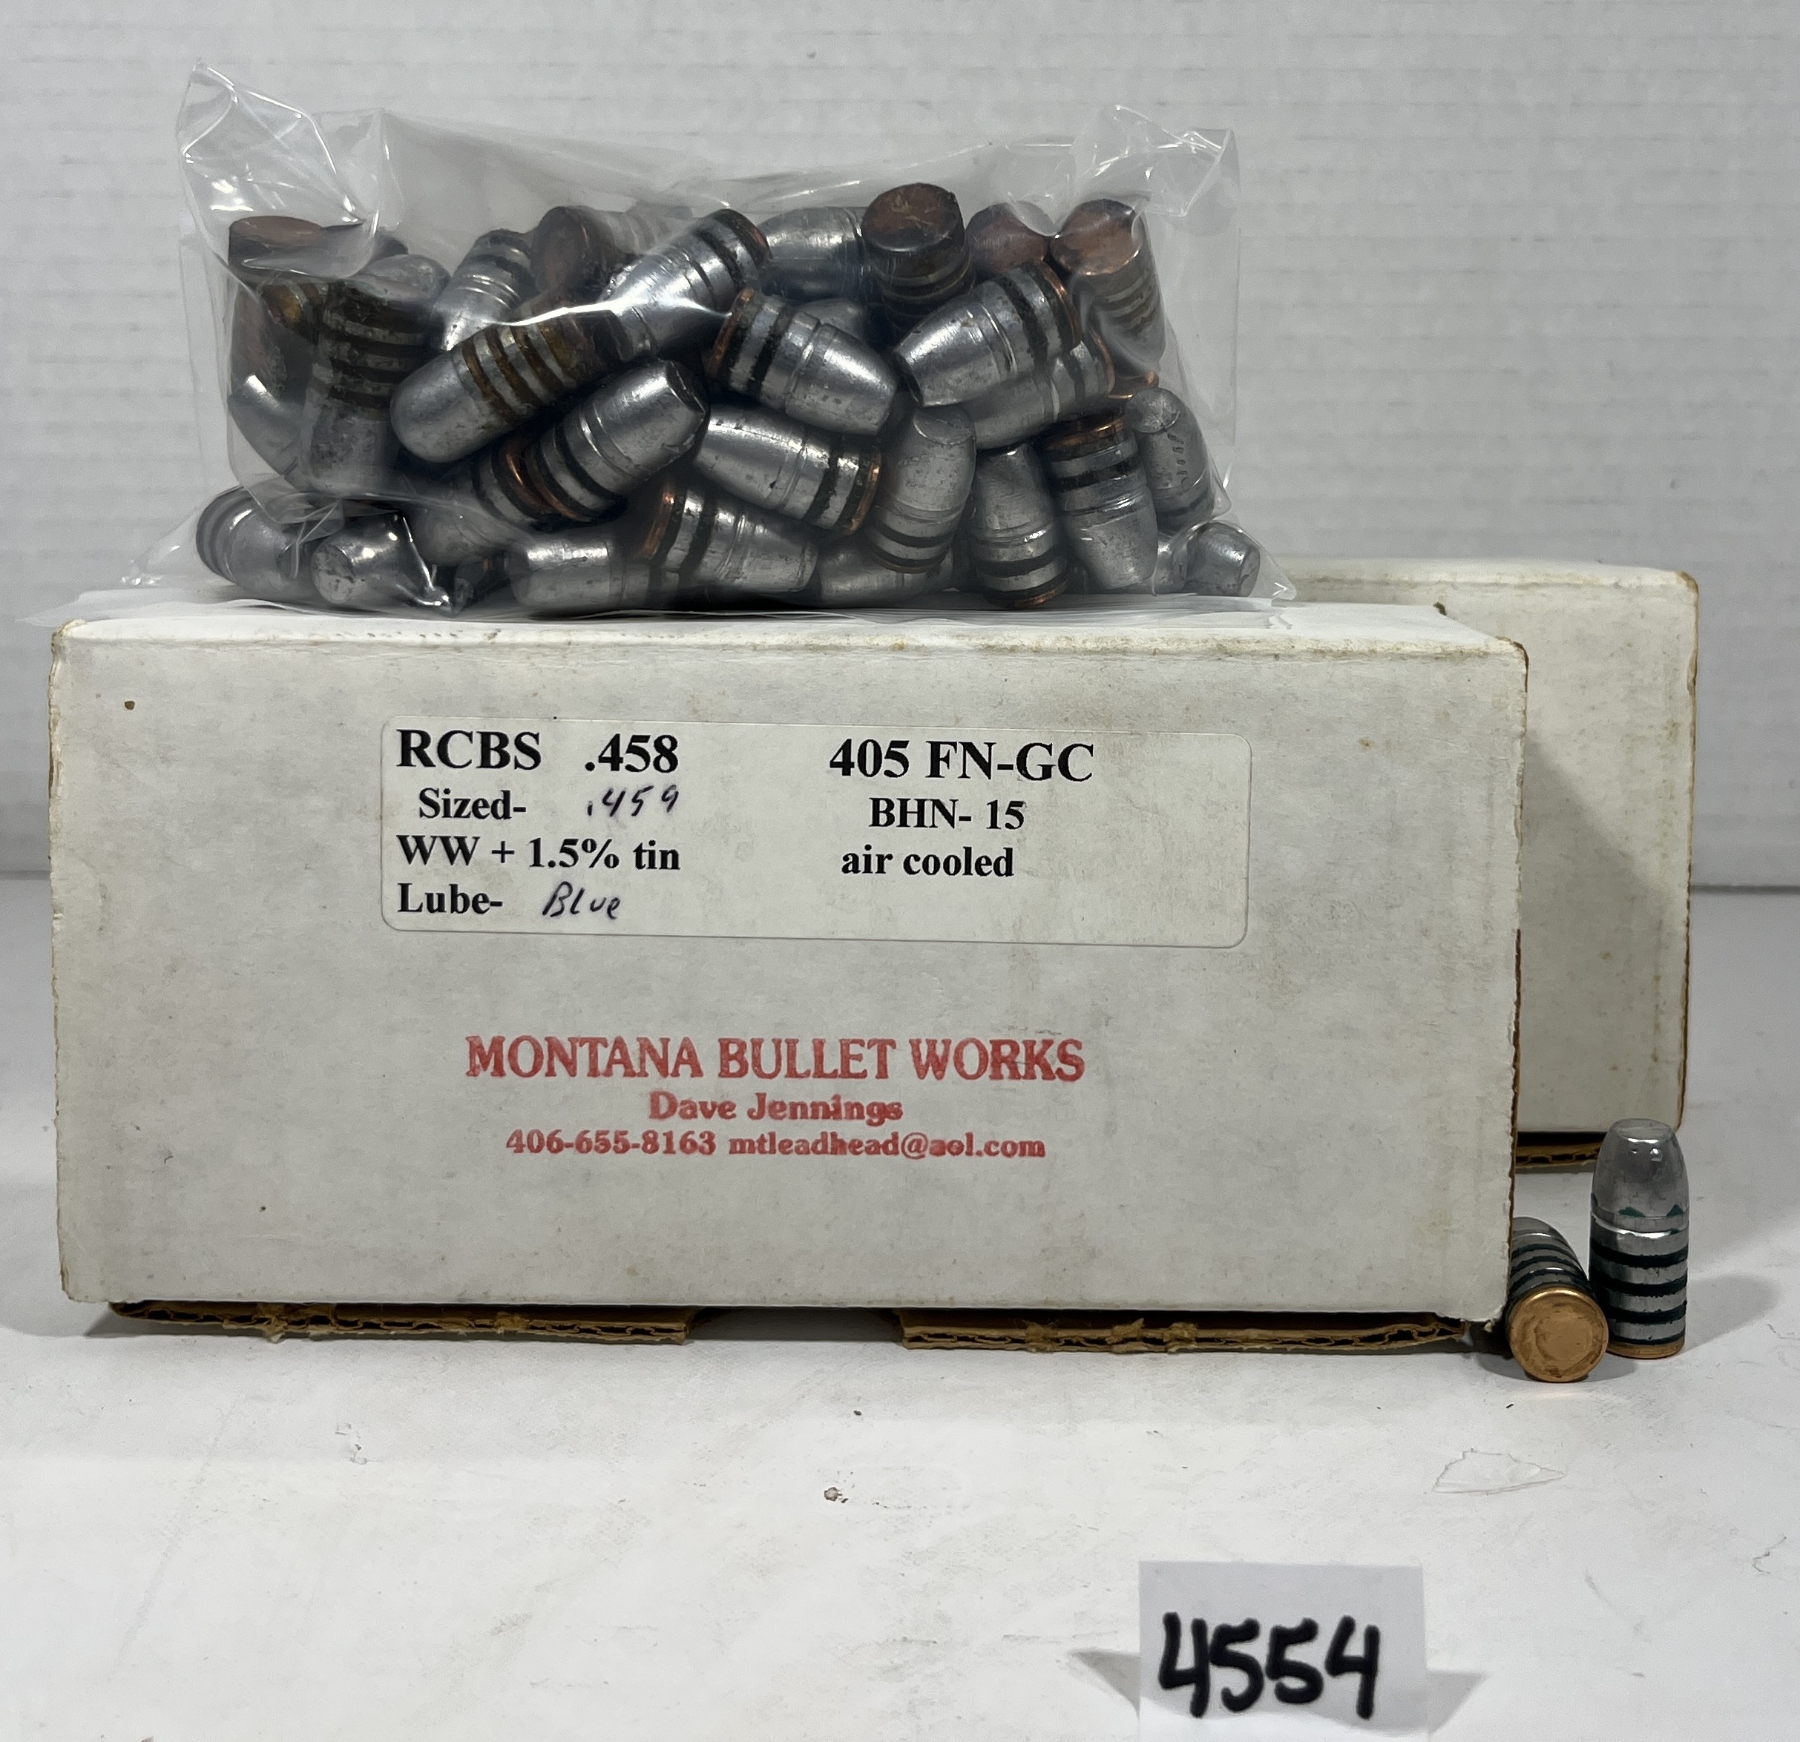 RCBS .458 405 FN-GC
Sized- .459 BHN- 15
WW + 1.5% tin air cooled
Lube- Blue
MONTANA BULLET WORKS
Dave Jennings
406-655-8163 mtleadhead@aol.com
4554